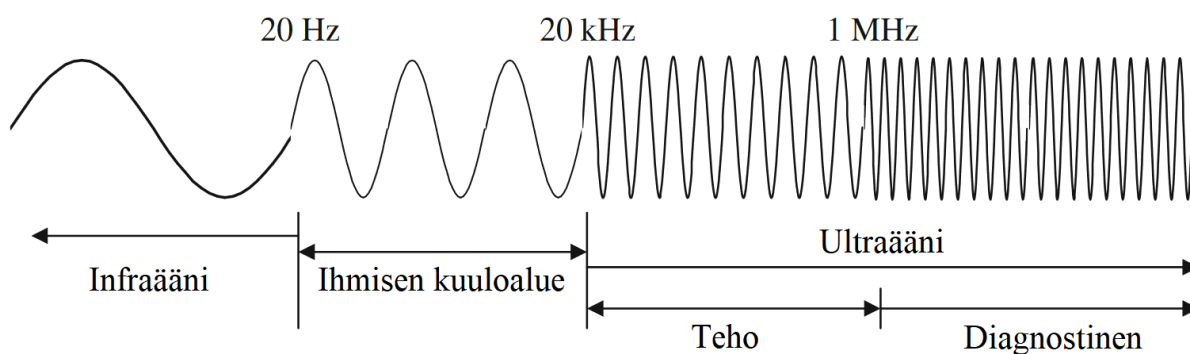 20 Hz 20 kHz 1 MHz
Ultraääni
Infraääni Ihmisen kuuloalue
Teho Diagnostinen